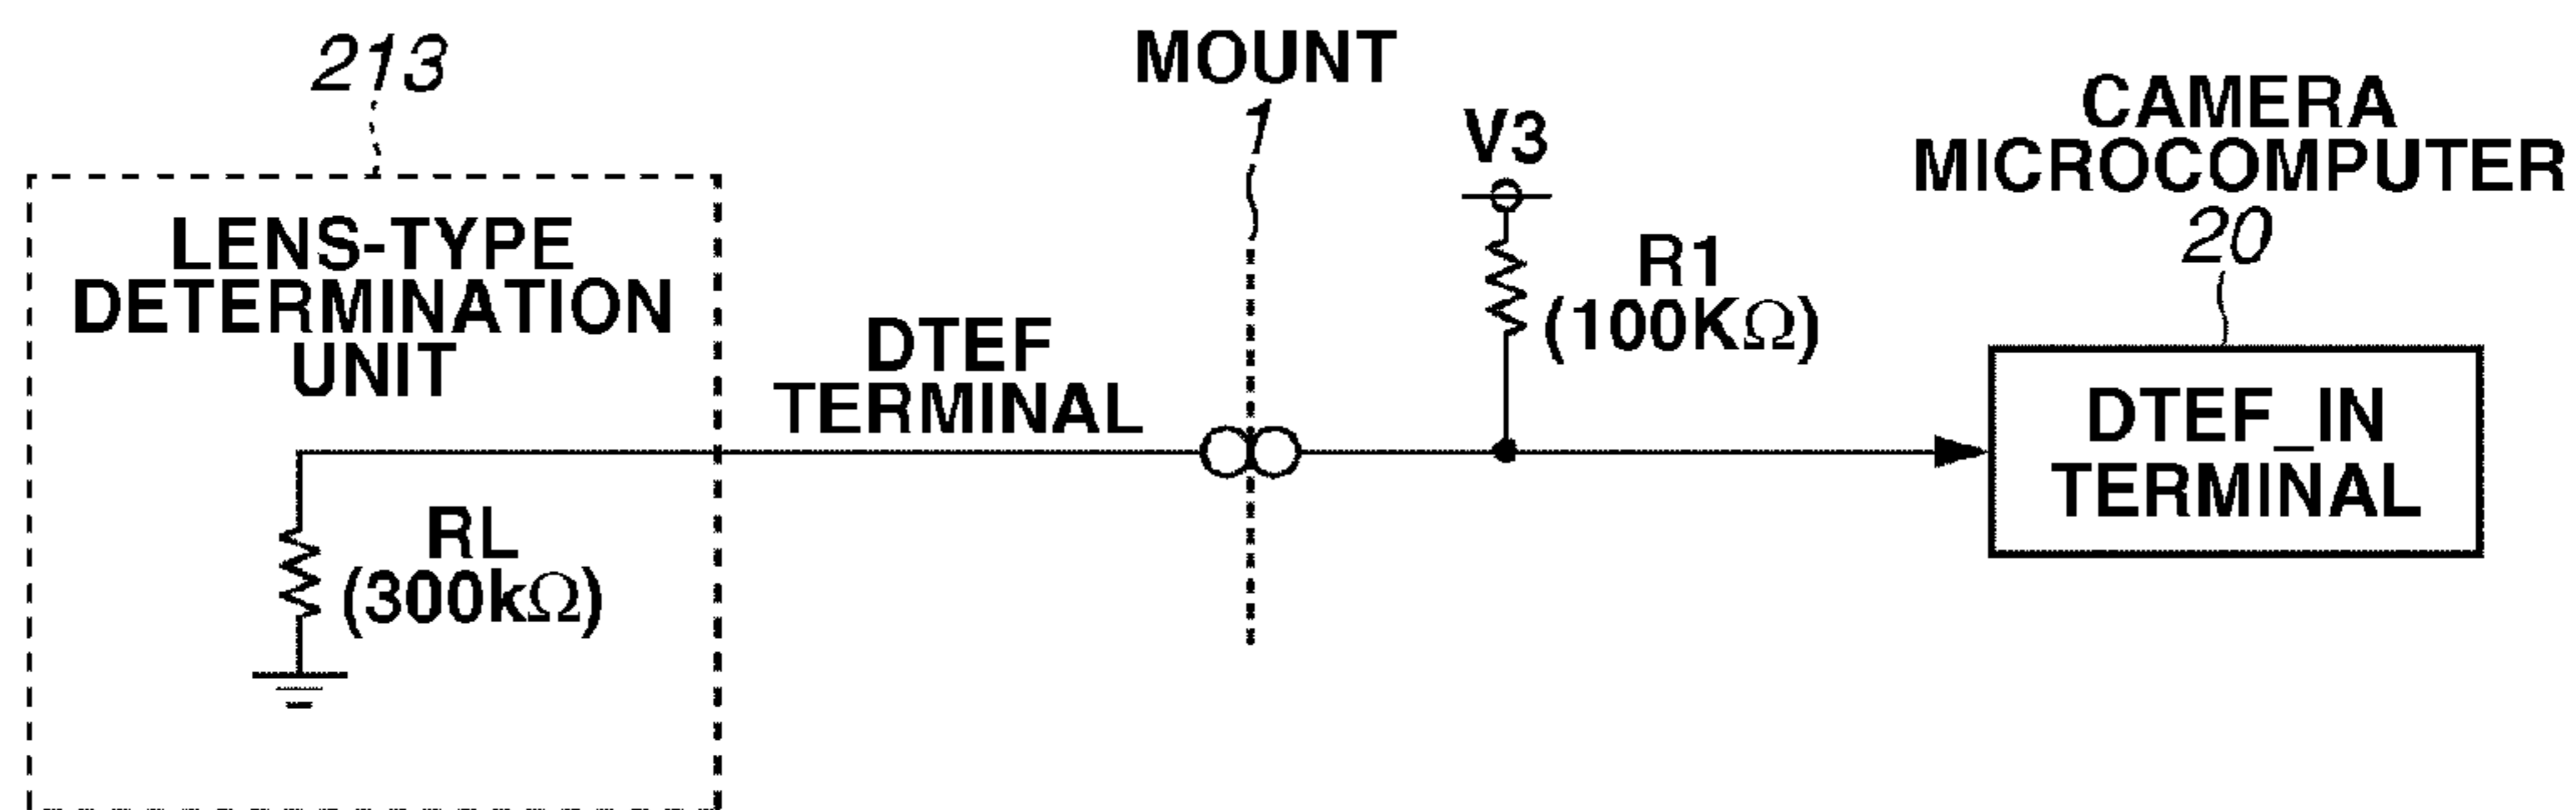 213
LENS-TYPE
DETERMINATION
UNIT
RL
(300kΩ)
DTEF
TERMINAL
MOUNT
1
V3
R1
(100KΩ)
CAMERA
MICROCOMPUTER
20
DTEF_IN
TERMINAL